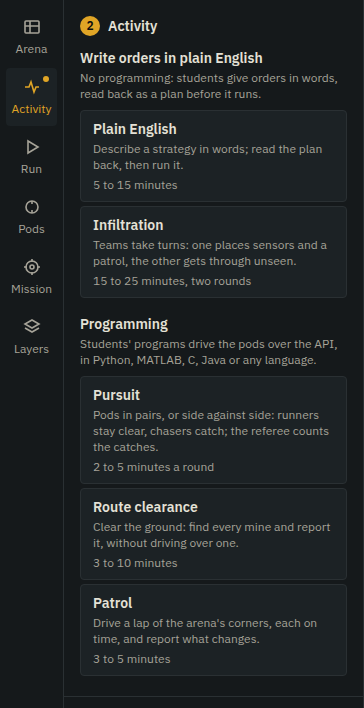 Arena
Activity
Run
Pods
Mission
Layers
2 Activity
Write orders in plain English
No programming: students give orders in words,
read back as a plan before it runs.
Plain English
Describe a strategy in words; read the plan
back, then run it.
5 to 15 minutes
Infiltration
Teams take turns: one places sensors and a
patrol, the other gets through unseen.
15 to 25 minutes, two rounds
Programming
Students' programs drive the pods over the API,
in Python, MATLAB, C, Java or any language.
Pursuit
Pods in pairs, or side against side: runners
stay clear, chasers catch; the referee counts
the catches.
2 to 5 minutes a round
Route clearance
Clear the ground: find every mine and report
it, without driving over one.
3 to 10 minutes
Patrol
Drive a lap of the arena's corners, each on
time, and report what changes.
3 to 5 minutes